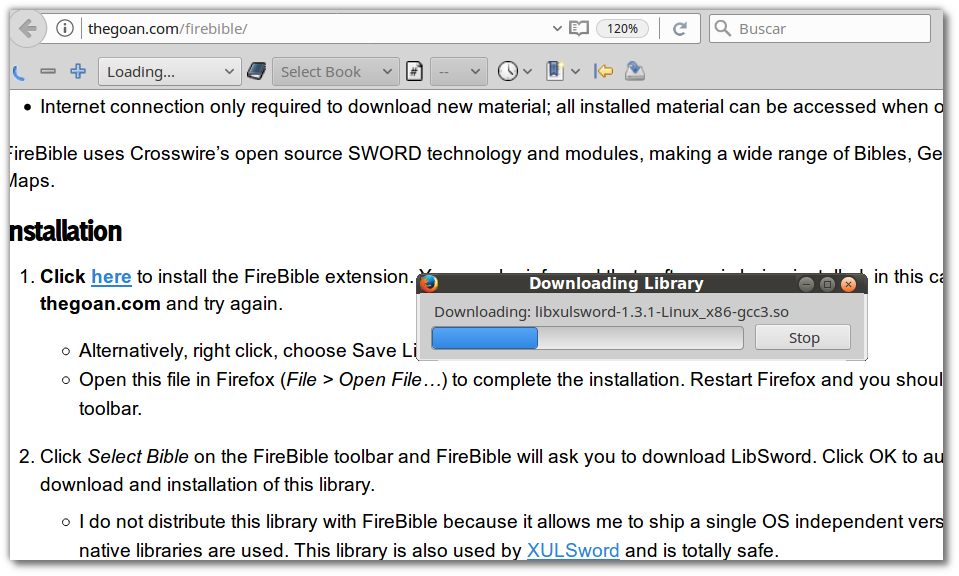 thegoan.com/firebible/ 120% Buscar
Loading... Select Book # --
Internet connection only required to download new material; all installed material can be accessed when o
FireBible uses Crosswire's open source SWORD technology and modules, making a wide range of Bibles, Ge
Maps.
nstallation
1. Click here to install the FireBible extension.
thegoan.com and try again.
Downloading Library
Downloading: libxulsword-1.3.1-Linux_x86-gcc3.so
Stop
Alternatively, right click, choose Save Li
Open this file in Firefox (File > Open File…) to complete the installation. Restart Firefox and you shoul
toolbar.
2. Click Select Bible on the FireBible toolbar and FireBible will ask you to download LibSword. Click OK to au
download and installation of this library.
I do not distribute this library with FireBible because it allows me to ship a single OS independent vers
native libraries are used. This library is also used by XULSword and is totally safe.